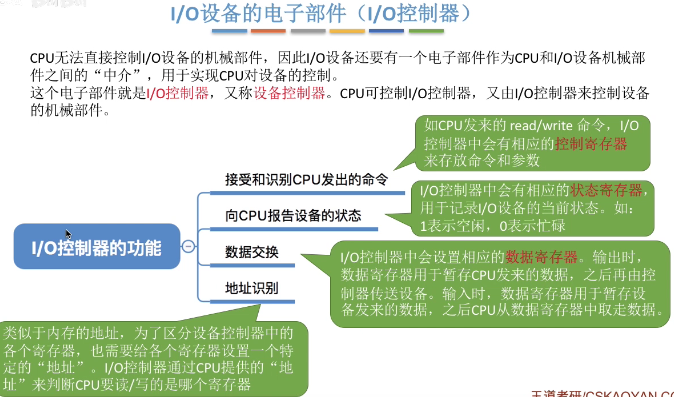 I/O设备的电子部件（I/O控制器）
CPU无法直接控制I/O设备的机械部件，因此I/O设备还要有一个电子部件作为CPU和I/O设备机械部
件之间的“中介”，用于实现CPU对设备的控制。
这个电子部件就是I/O控制器，又称设备控制器。CPU可控制I/O控制器，又由I/O控制器来控制设备
的机械部件。
如CPU发来的 read/write 命令，I/O
控制器中会有相应的控制寄存器
来存放命令和参数
接受和识别CPU发出的命令
I/O控制器中会有相应的状态寄存器，
用于记录I/O设备的当前状态。如：
1表示空闲，0表示忙碌
向CPU报告设备的状态
I/O控制器的功能
数据交换
I/O控制器中会设置相应的数据寄存器。输出时，
数据寄存器用于暂存CPU发来的数据，之后再由控
制器传送设备。输入时，数据寄存器用于暂存设
备发来的数据，之后CPU从数据寄存器中取走数据。
地址识别
类似于内存的地址，为了区分设备控制器中的
各个寄存器，也需要给各个寄存器设置一个特
定的“地址”。I/O控制器通过CPU提供的“地
址”来判断CPU要读/写的是哪个寄存器
王道考研/CSKAOYAN.CO